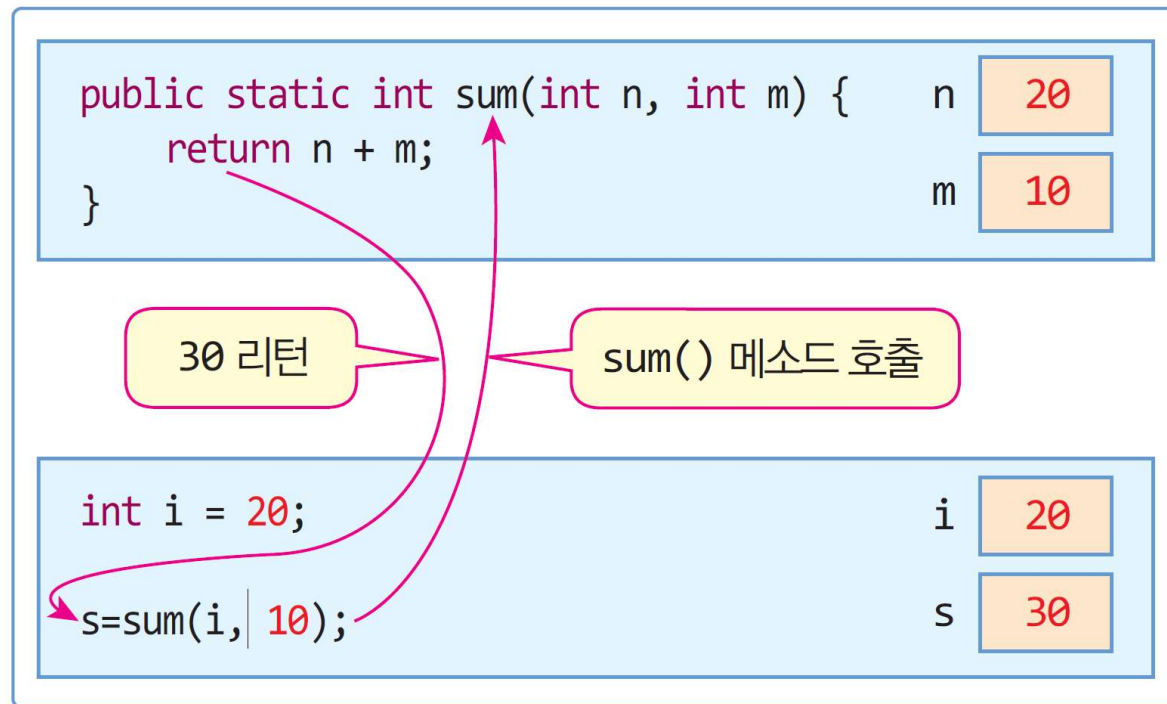 public static int sum(int n, int m) {
n 20
return n + m;
m 10
}
30 리턴
sum() 메소드 호출
int i = 20;
i 20
s=sum(i, 10);
s 30